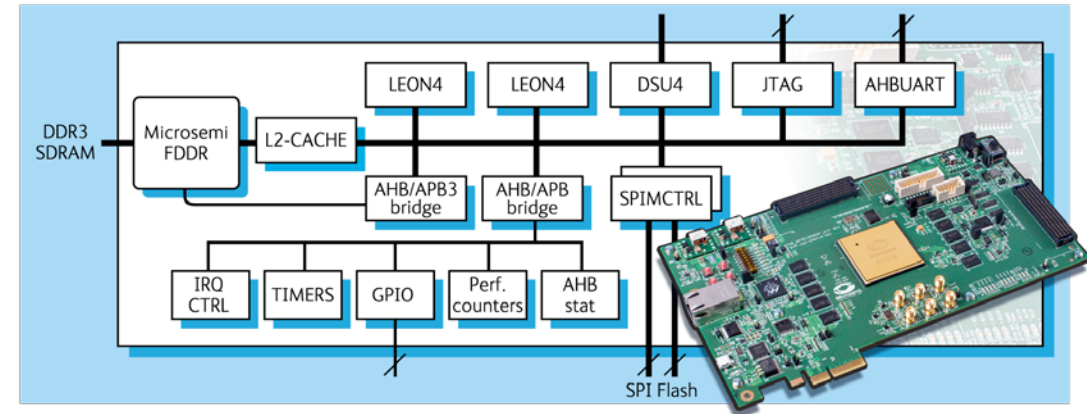 LEON4
LEON4
DSU4
JTAG
AHBUART
DDR3
SDRAM
Microsemi
FDDR
L2-CACHE
AHB/APB3
bridge
AHB/APB
bridge
SPIMCTRL
IRQ
CTRL
TIMERS
GPIO
Perf.
counters
AHB
stat
SPI Flash